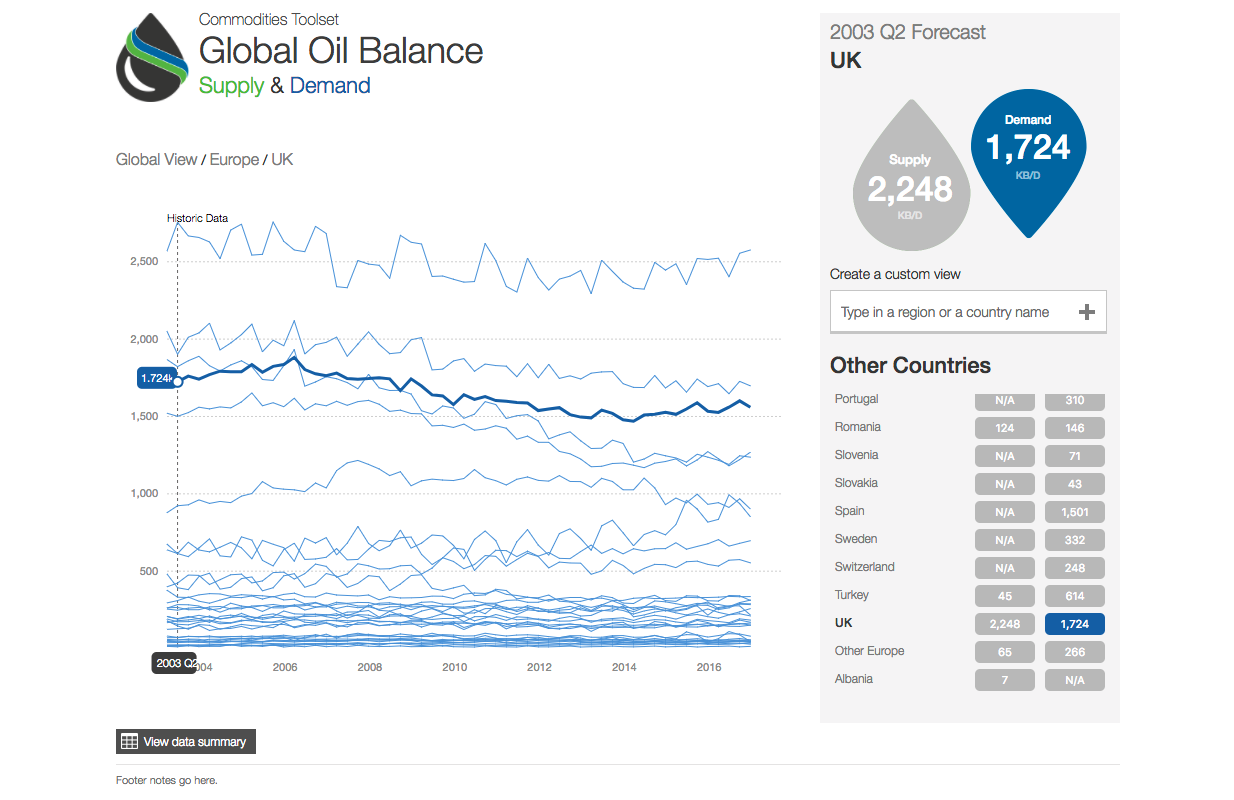 Commodities Toolset
Global Oil Balance
Supply & Demand
Global View / Europe / UK
Historic Data
2,500
2,000
1,500
1,000
500
1.724k
2003 Q2
04
2006
2008
2010
2012
2014
2016
View data summary
Footer notes go here.
2003 Q2 Forecast
UK
Supply
2,248
KB/D
Demand
1,724
KB/D
Create a custom view
Type in a region or a country name
Other Countries
Portugal N/A 310
Romania 124 146
Slovenia N/A 71
Slovakia N/A 43
Spain N/A 1,501
Sweden N/A 332
Switzerland N/A 248
Turkey 45 614
UK 2,248 1,724
Other Europe 65 266
Albania 7 N/A